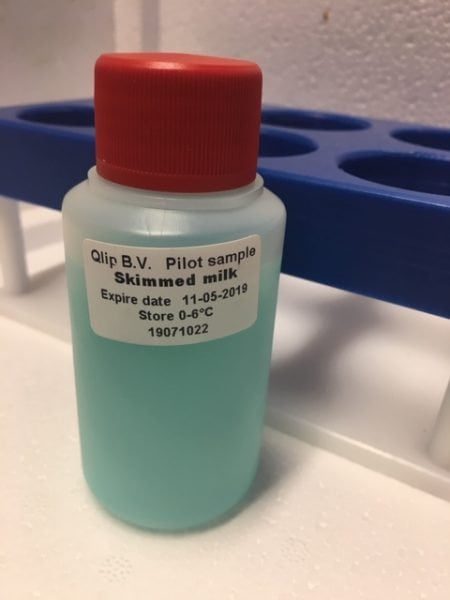 Qlip B.V. Pilot sample
Skimmed milk
Expire date 11-05-2019
Store 0-6°C
19071022